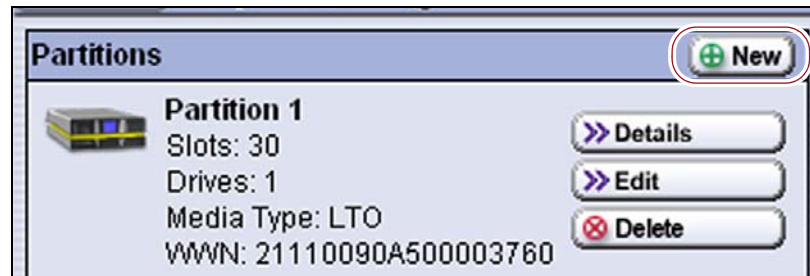 Partitions
New
Partition 1
Slots: 30
Drives: 1
Media Type: LTO
WWN: 21110090A500003760
Details
Edit
Delete